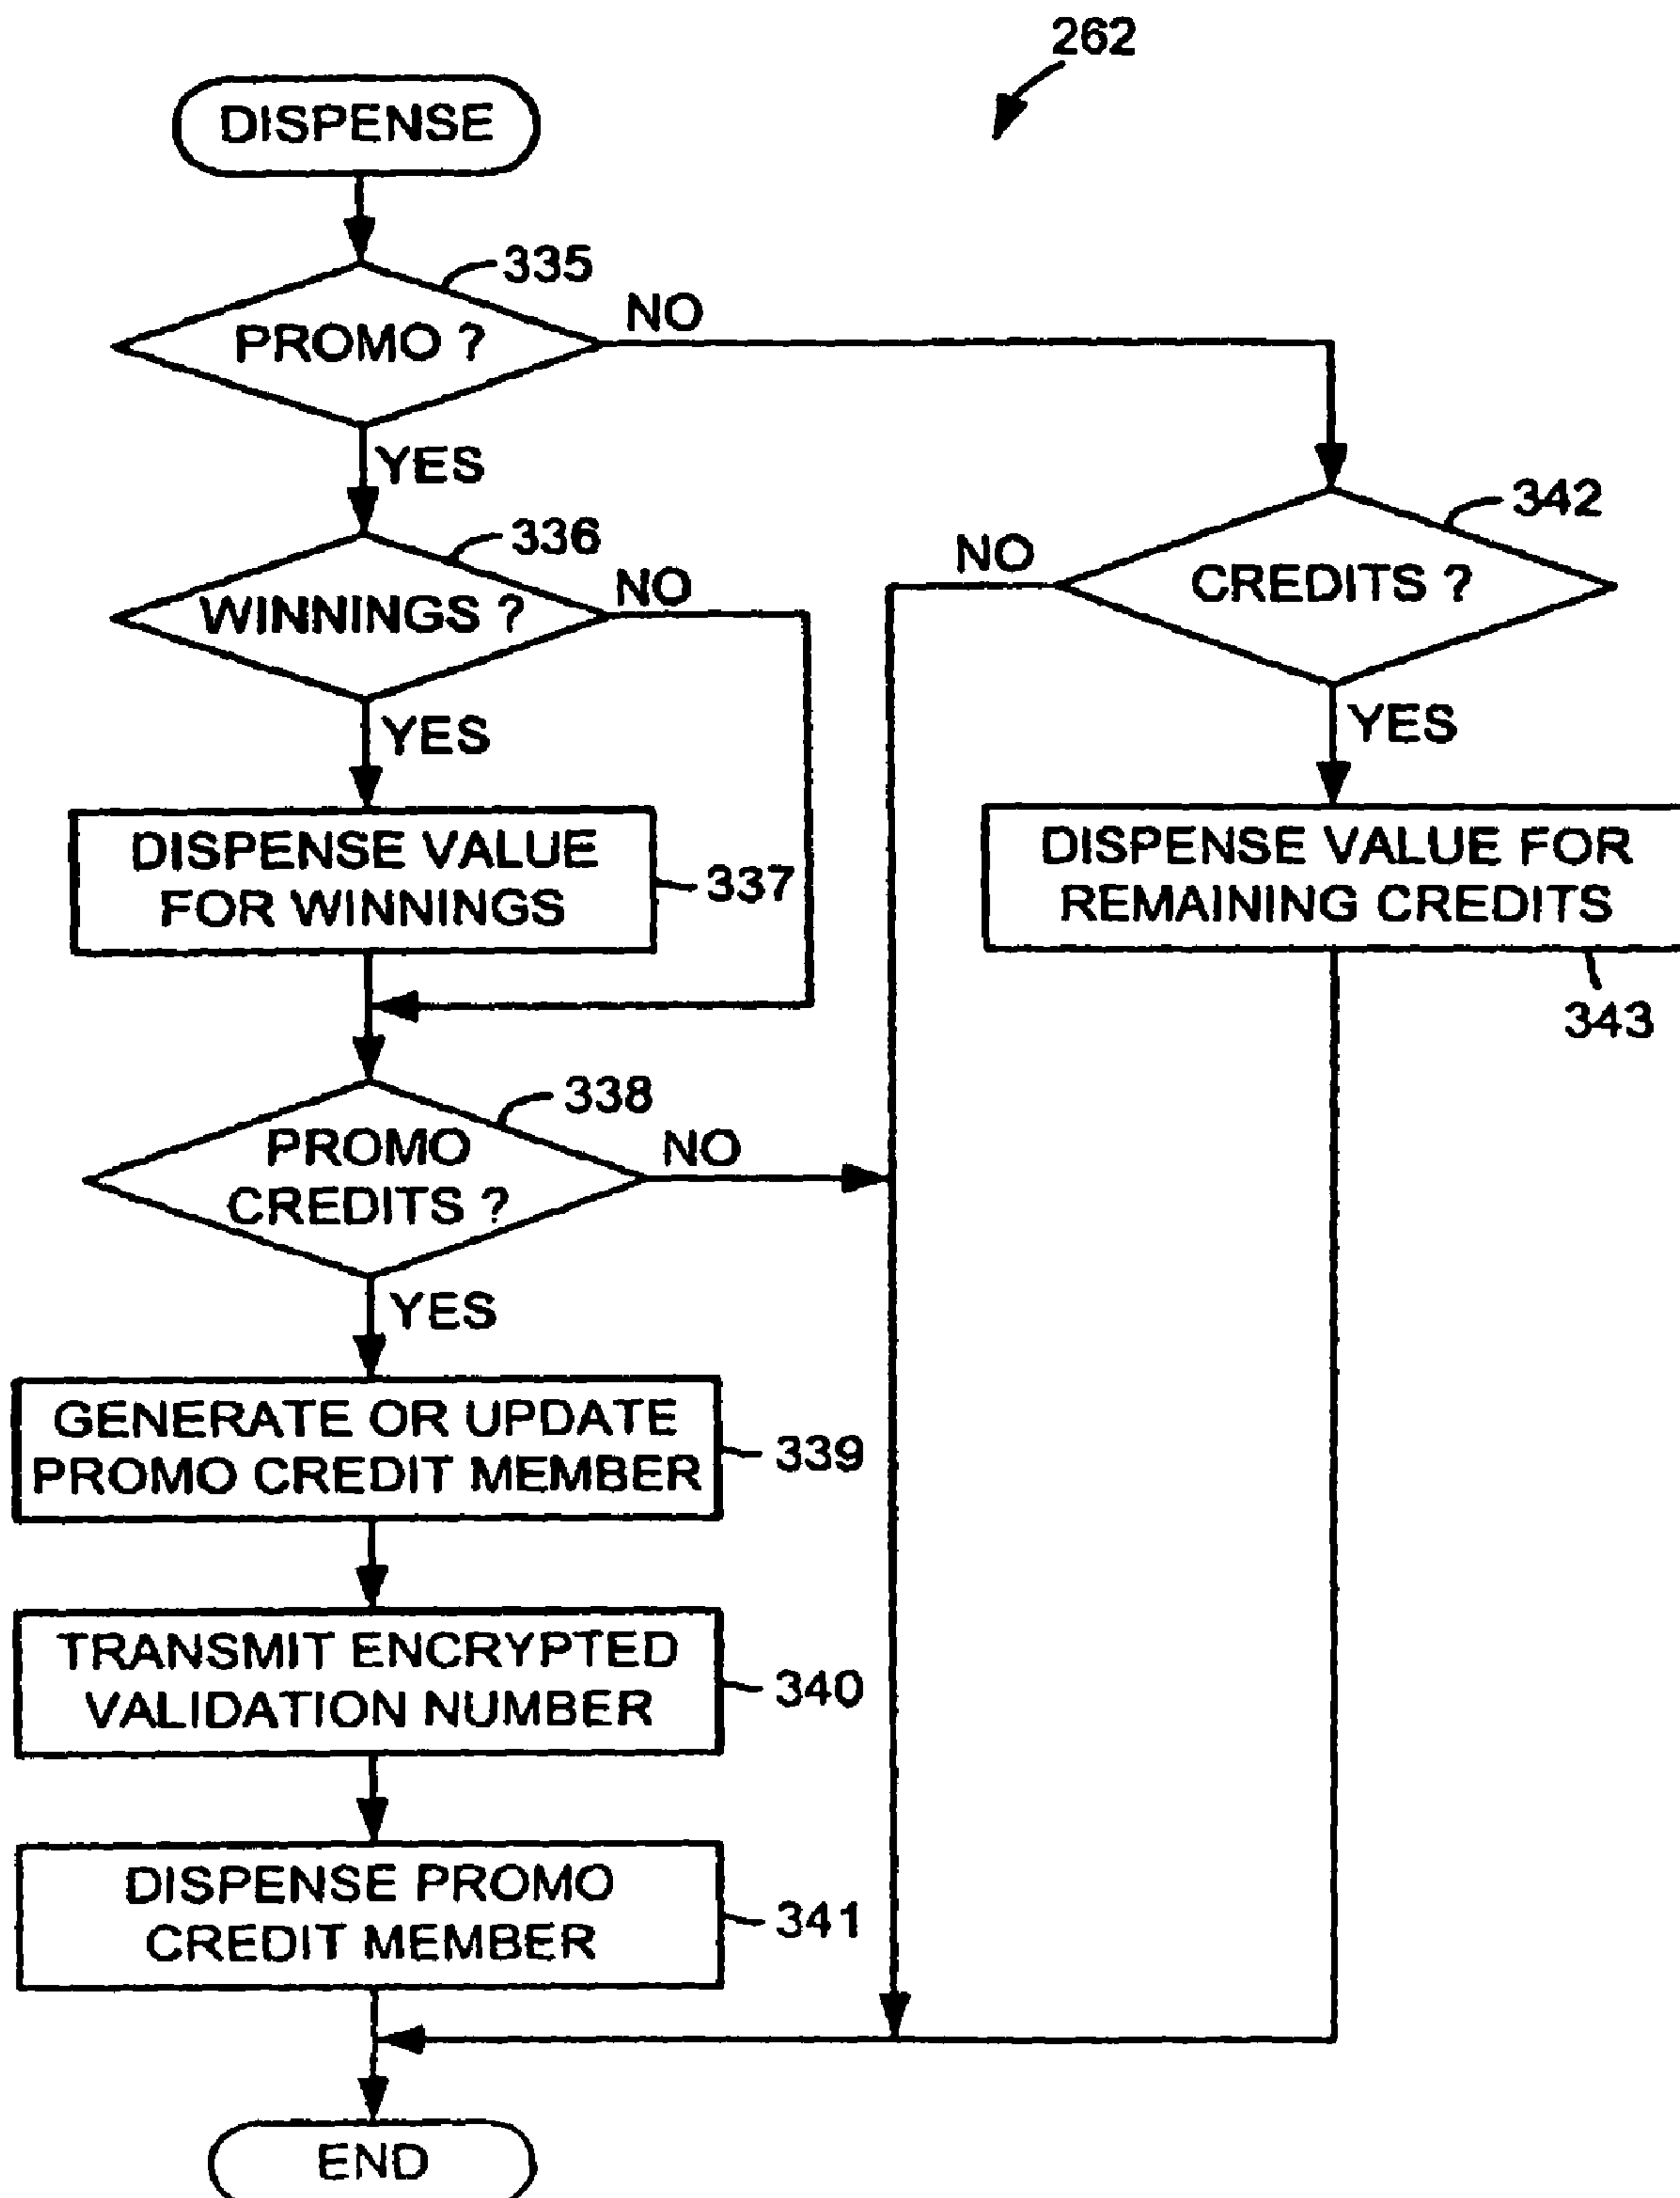 262
DISPENSE
335
PROMO ?
NO
YES
336
WINNINGS ?
NO
YES
342
CREDITS ?
NO
YES
DISPENSE VALUE
FOR WINNINGS
337
DISPENSE VALUE FOR
REMAINING CREDITS
343
338
PROMO
CREDITS ?
NO
YES
GENERATE OR UPDATE
PROMO CREDIT MEMBER
339
TRANSMIT ENCRYPTED
VALIDATION NUMBER
340
DISPENSE PROMO
CREDIT MEMBER
341
END